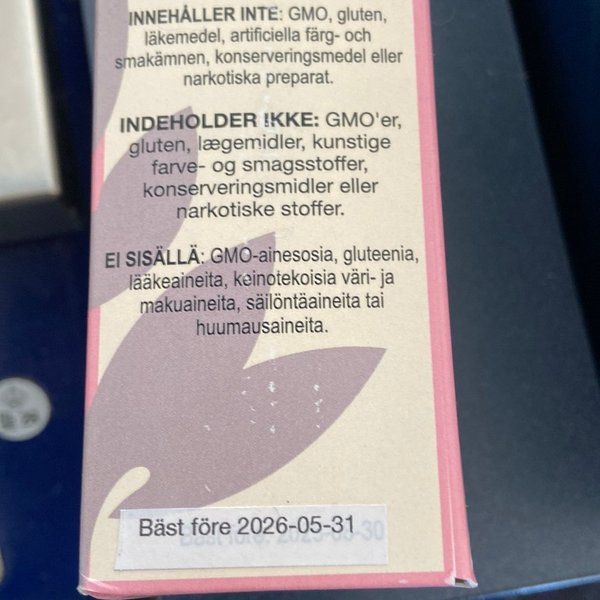 INNEHÅLLER INTE: GMO, gluten,
läkemedel, artificiella färg- och
smakämnen, konserveringsmedel eller
narkotiska preparat.
INDEHOLDER IKKE: GMO'er,
gluten, lægemidler, kunstige
farve- og smagsstoffer,
konserveringsmidler eller
narkotiske stoffer.
EI SISÄLLÄ: GMO-ainesosia, gluteenia,
lääkeaineita, keinotekoisia väri- ja
makuaineita, säilöntäaineita tai
huumausaineita.
Bäst före 2026-05-31